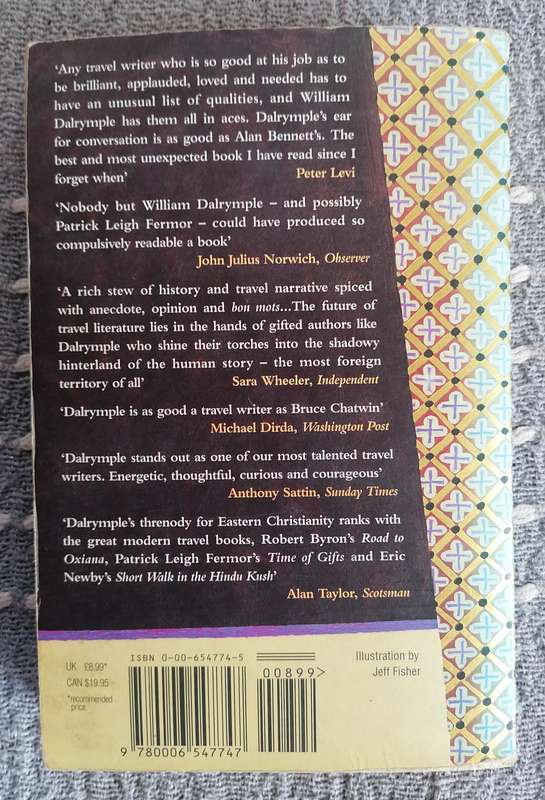 ‘Any travel writer who is so good at his job as to
be brilliant, applauded, loved and needed has to
have an unusual list of qualities, and William
Dalrymple has them all in aces. Dalrymple’s ear
for conversation is as good as Alan Bennett’s. The
best and most unexpected book I have read since I
forget when’ Peter Levi
‘Nobody but William Dalrymple – and possibly
Patrick Leigh Fermor – could have produced so
compulsively readable a book’
John Julius Norwich, Observer
‘A rich stew of history and travel narrative spiced
with anecdote, opinion and bon mots...The future of
travel literature lies in the hands of gifted authors like
Dalrymple who shine their torches into the shadowy
hinterland of the human story – the most foreign
territory of all’ Sara Wheeler, Independent
‘Dalrymple is as good a travel writer as Bruce Chatwin’
Michael Dirda, Washington Post
‘Dalrymple stands out as one of our most talented travel
writers. Energetic, thoughtful, curious and courageous’
Anthony Sattin, Sunday Times
‘Dalrymple’s threnody for Eastern Christianity ranks with
the great modern travel books, Robert Byron’s Road to
Oxiana, Patrick Leigh Fermor’s Time of Gifts and Eric
Newby’s Short Walk in the Hindu Kush’
Alan Taylor, Scotsman
UK £8.99*
CAN $19.95
*recommended
price
ISBN 0-00-654774-5
00899>
9 780006 547747
Illustration by
Jeff Fisher